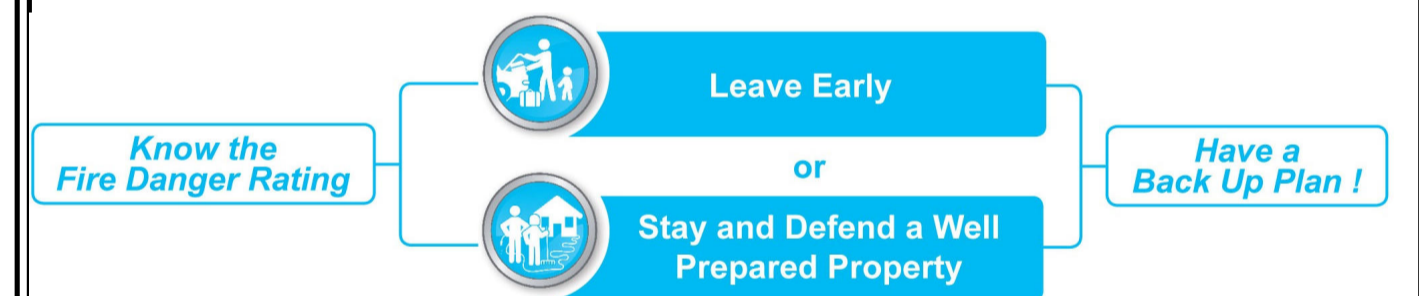 Know the
Fire Danger Rating
Leave Early
or
Stay and Defend a Well
Prepared Property
Have a
Back Up Plan !